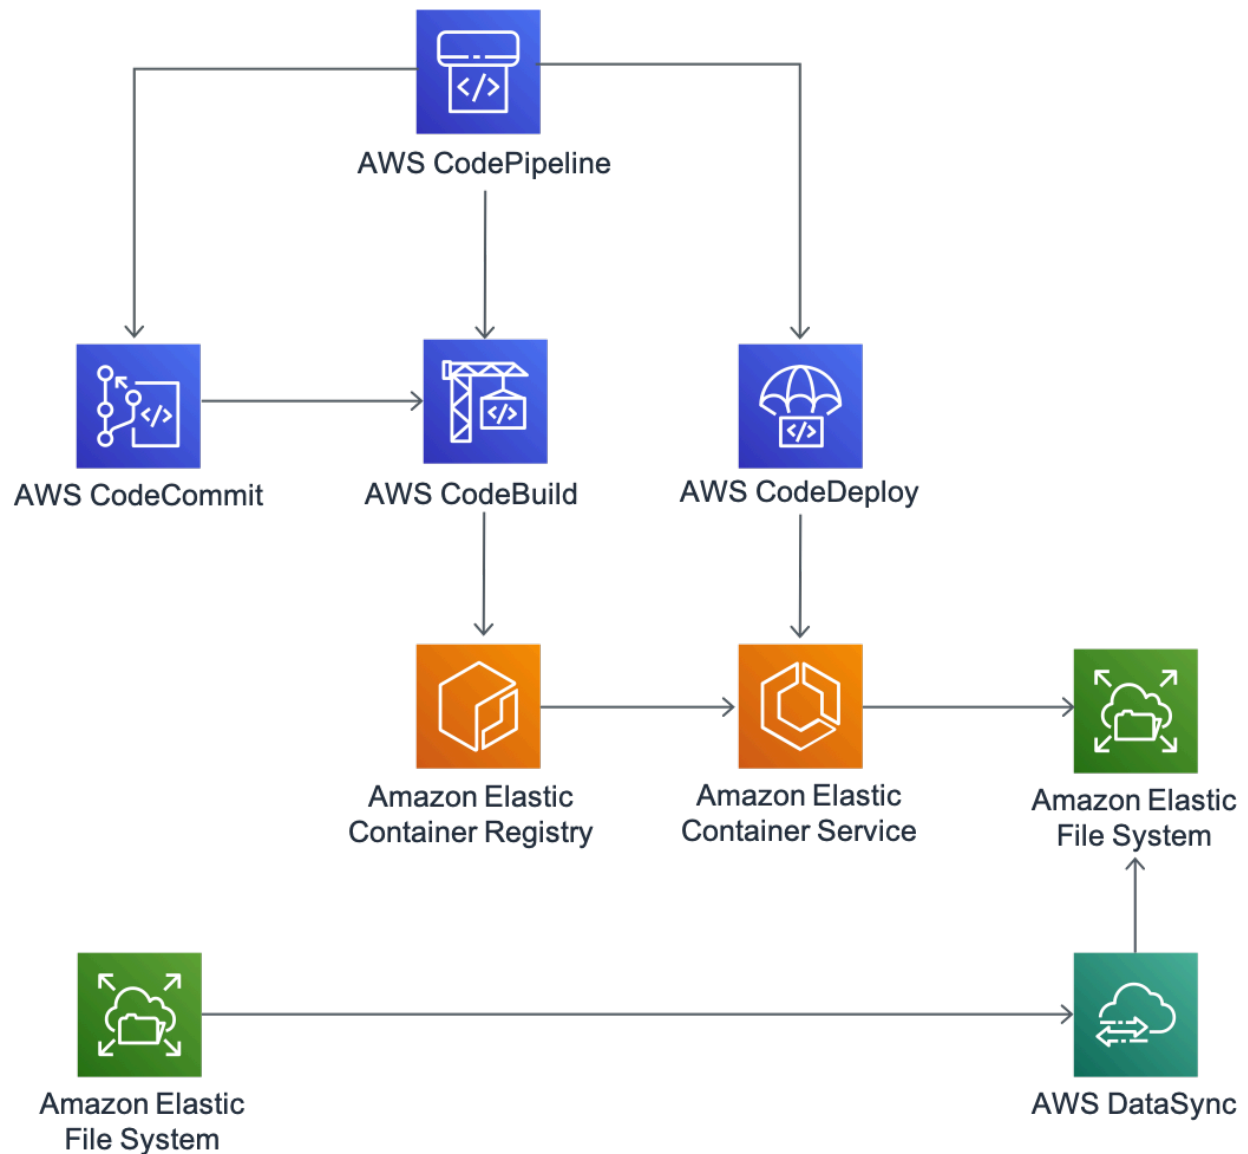 AWS CodePipeline
AWS CodeCommit
AWS CodeBuild
AWS CodeDeploy
Amazon Elastic
Container Registry
Amazon Elastic
Container Service
Amazon Elastic
File System
Amazon Elastic
File System
AWS DataSync